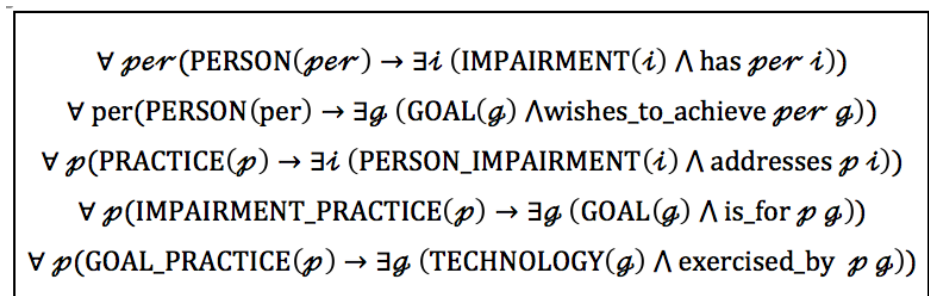 ∀ 𝓅ℯ𝓇(PERSON(𝓅ℯ𝓇) → ∃𝒾 (IMPAIRMENT(𝒾) ⋀ has 𝓅ℯ𝓇 𝒾))
∀ per(PERSON(per) → ∃ℊ (GOAL(ℊ) ⋀wishes_to_achieve 𝓅ℯ𝓇 ℊ))
∀ 𝓅(PRACTICE(𝓅) → ∃𝒾 (PERSON_IMPAIRMENT(𝒾) ⋀ addresses 𝓅 𝒾))
∀ 𝓅(IMPAIRMENT_PRACTICE(𝓅) → ∃ℊ (GOAL(ℊ) ⋀ is_for 𝓅 ℊ))
∀ 𝓅(GOAL_PRACTICE(𝓅) → ∃ℊ (TECHNOLOGY(ℊ) ⋀ exercised_by 𝓅 ℊ))